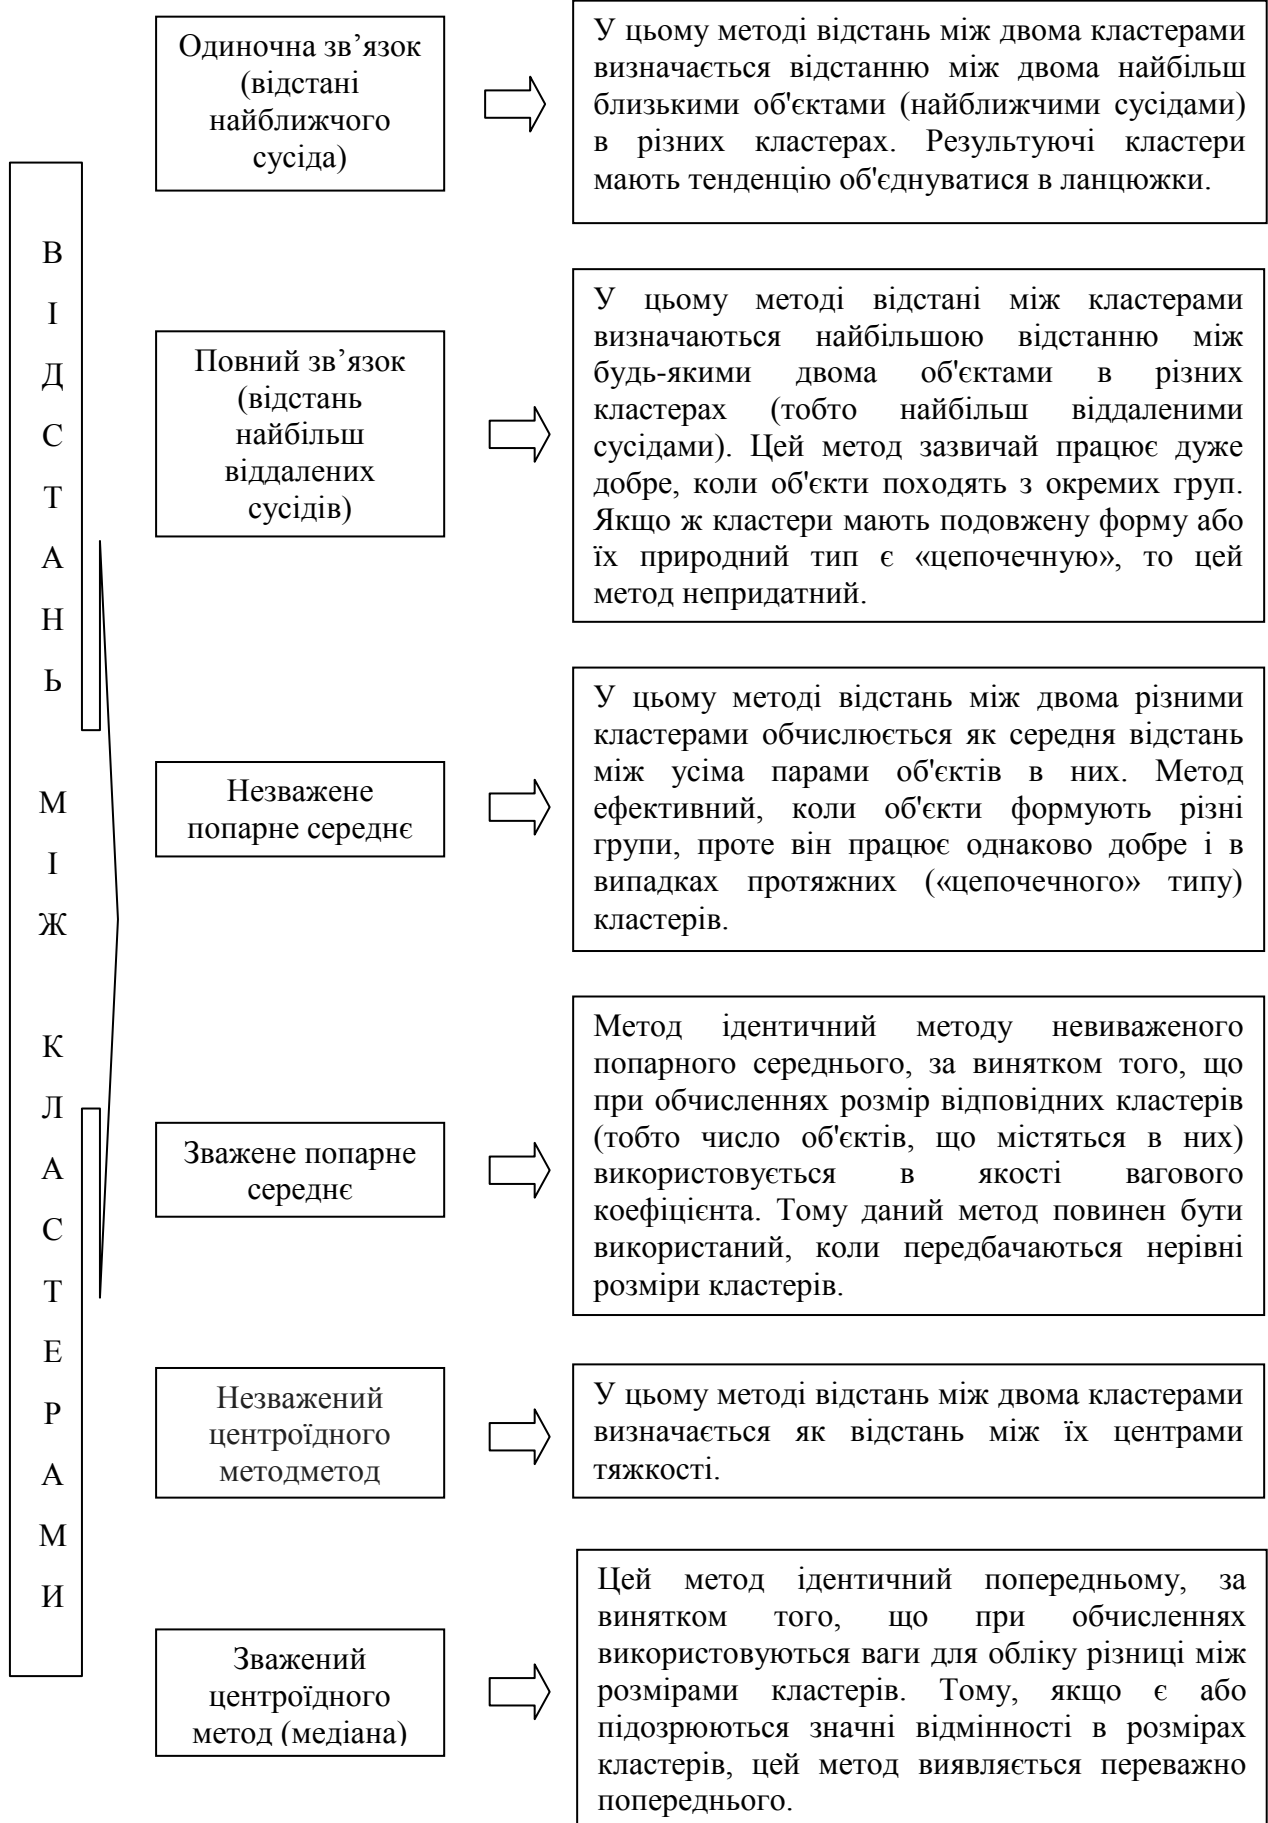 ВІДСТАНЬ МІЖ КЛАСТЕРАМИ
Одиночна зв’язок
(відстані
найближчого
сусіда)
У цьому методі відстань між двома кластерами
визначається відстанню між двома найбільш
близькими об'єктами (найближчими сусідами)
в різних кластерах. Результуючі кластери
мають тенденцію об'єднуватися в ланцюжки.
Повний зв’язок
(відстань
найбільш
віддалених
сусідів)
У цьому методі відстані між кластерами
визначаються найбільшою відстанню між
будь-якими двома об'єктами в різних
кластерах (тобто найбільш віддаленими
сусідами). Цей метод зазвичай працює дуже
добре, коли об'єкти походять з окремих груп.
Якщо ж кластери мають подовжену форму або
їх природний тип є «цепочечную», то цей
метод непридатний.
Незважене
попарне середнє
У цьому методі відстань між двома різними
кластерами обчислюється як середня відстань
між усіма парами об'єктів в них. Метод
ефективний, коли об'єкти формують різні
групи, проте він працює однаково добре і в
випадках протяжних («цепочечного» типу)
кластерів.
Зважене попарне
середнє
Метод ідентичний методу невиваженого
попарного середнього, за винятком того, що
при обчисленнях розмір відповідних кластерів
(тобто число об'єктів, що містяться в них)
використовується в якості вагового
коефіцієнта. Тому даний метод повинен бути
використаний, коли передбачаються нерівні
розміри кластерів.
Незважений
центроїдного
методметод
У цьому методі відстань між двома кластерами
визначається як відстань між їх центрами
тяжкості.
Зважений
центроїдного
метод (медіана)
Цей метод ідентичний попередньому, за
винятком того, що при обчисленнях
використовуються ваги для обліку різниці між
розмірами кластерів. Тому, якщо є або
підозрюються значні відмінності в розмірах
кластерів, цей метод виявляється переважно
попереднього.